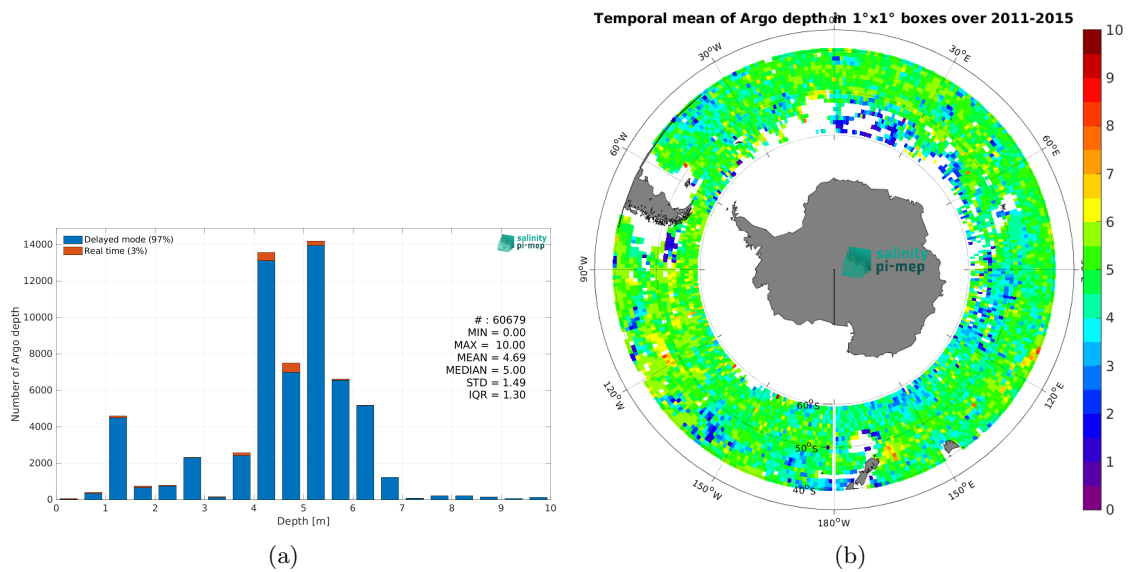 Delayed mode (97%)
Real time (3%)
salinity
pi-mep
# : 60679
MIN = 0.00
MAX = 10.00
MEAN = 4.69
MEDIAN = 5.00
STD = 1.49
IQR = 1.30
14000
12000
10000
8000
6000
4000
2000
0
Number of Argo depth
0 1 2 3 4 5 6 7 8 9 10
Depth [m]
(a)
Temporal mean of Argo depth in 1°x1° boxes over 2011-2015
30°W
30°E
60°W
60°E
90°W
120°W
120°E
150°E
180°W
60°S
50°S
40°S
salinity
pi-mep
10
9
8
7
6
5
4
3
2
1
0
(b)